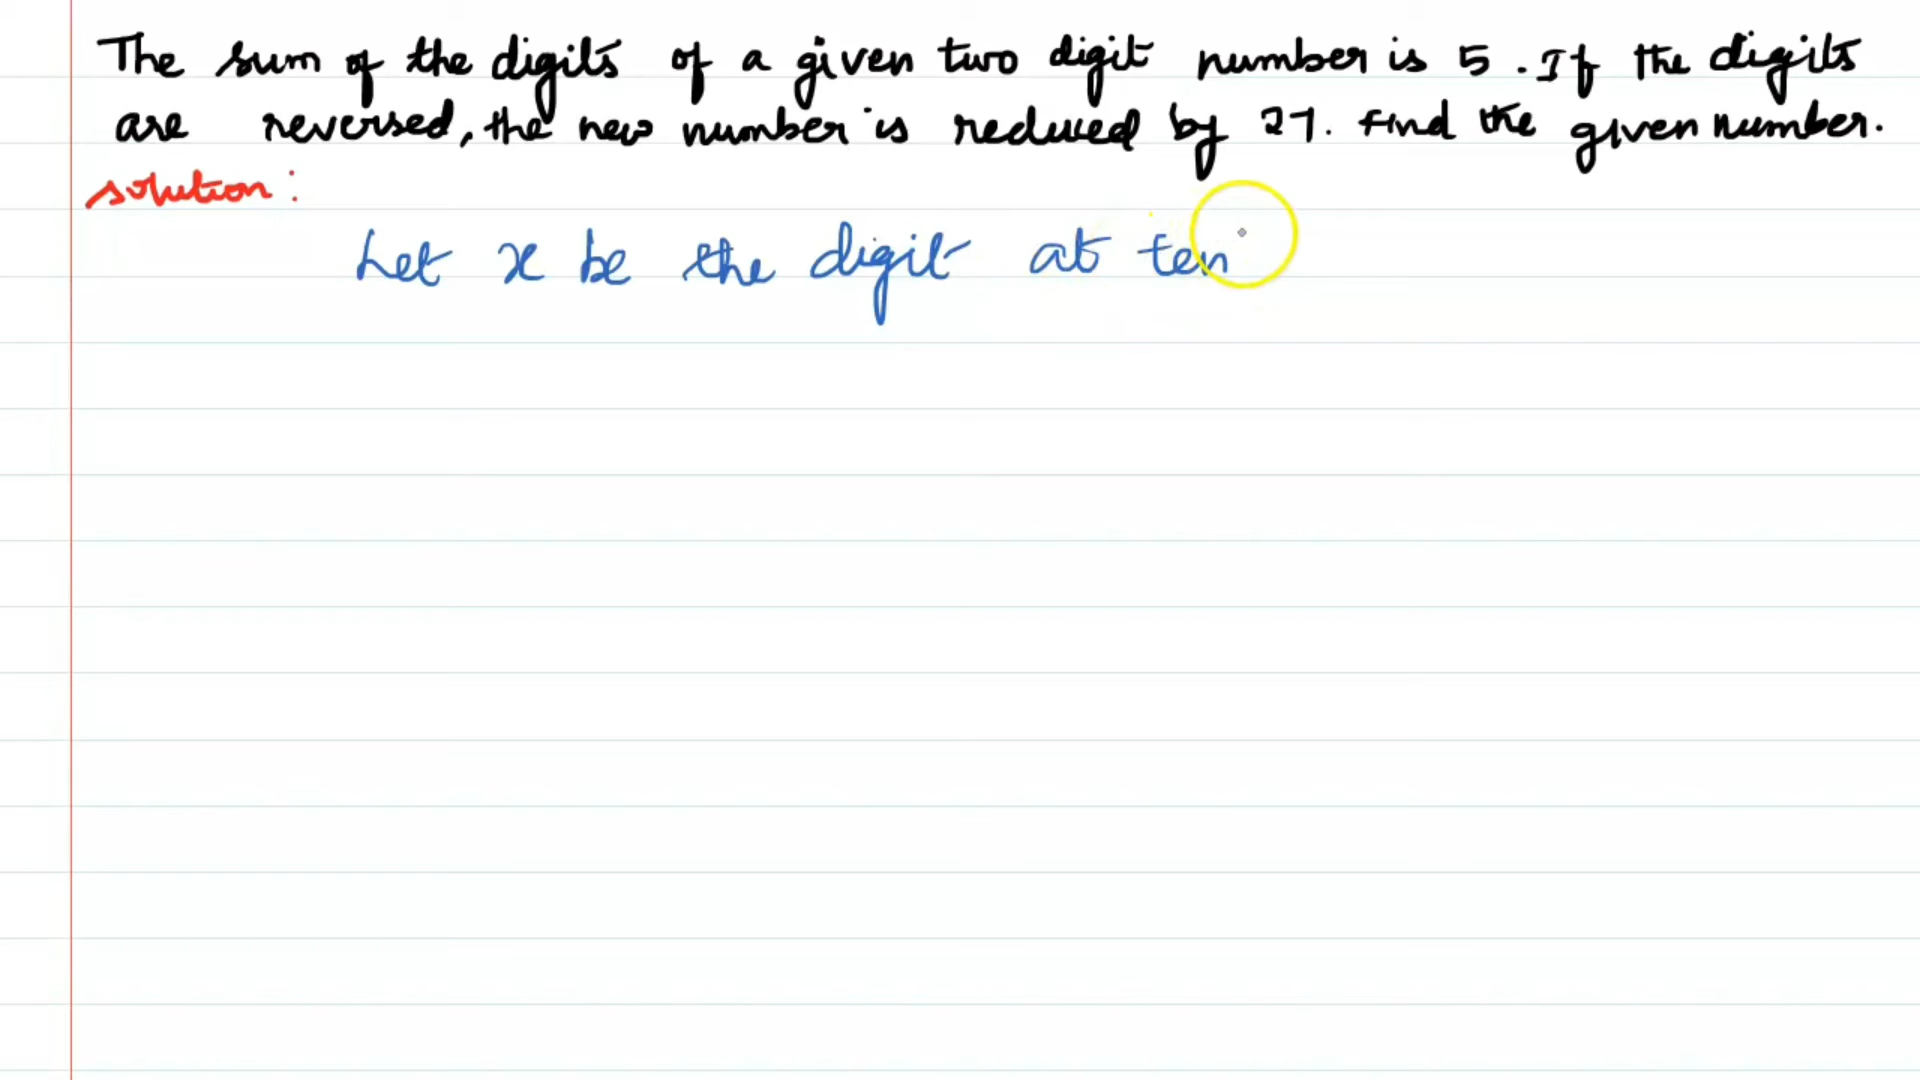 The sum of the digits of a given two digit number is 5. If the digits
are reversed, the new number is reduced by 27. Find the given number.
solution:
Let x be the digit at ten